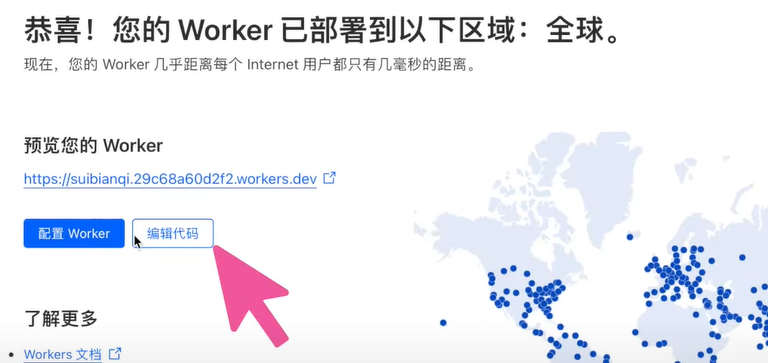 恭喜！您的 Worker 已部署到以下区域：全球。
现在，您的 Worker 几乎距离每个 Internet 用户都只有几毫秒的距离。
预览您的 Worker
https://suibianqi.29c68a60d2f2.workers.dev
配置 Worker
编辑代码
了解更多
Workers 文档